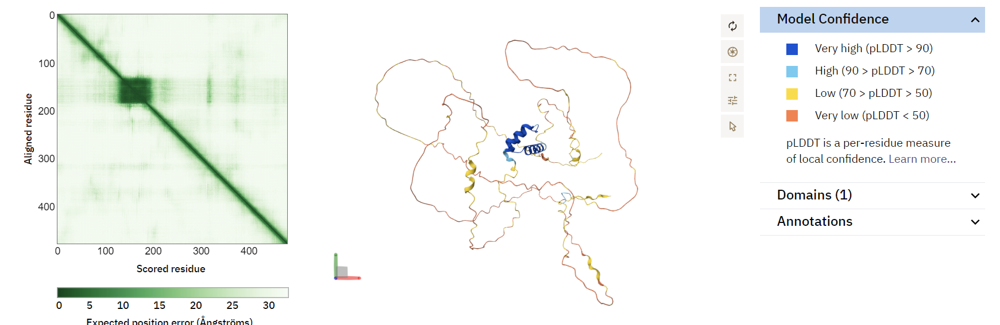 0
100
200
300
400
Aligned residue
0 100 200 300 400
Scored residue
0 5 10 15 20 25 30
Expected position error (Ångströms)
Model Confidence
Very high (pLDDT > 90)
High (90 > pLDDT > 70)
Low (70 > pLDDT > 50)
Very low (pLDDT < 50)
pLDDT is a per-residue measure
of local confidence. Learn more...
Domains (1)
Annotations